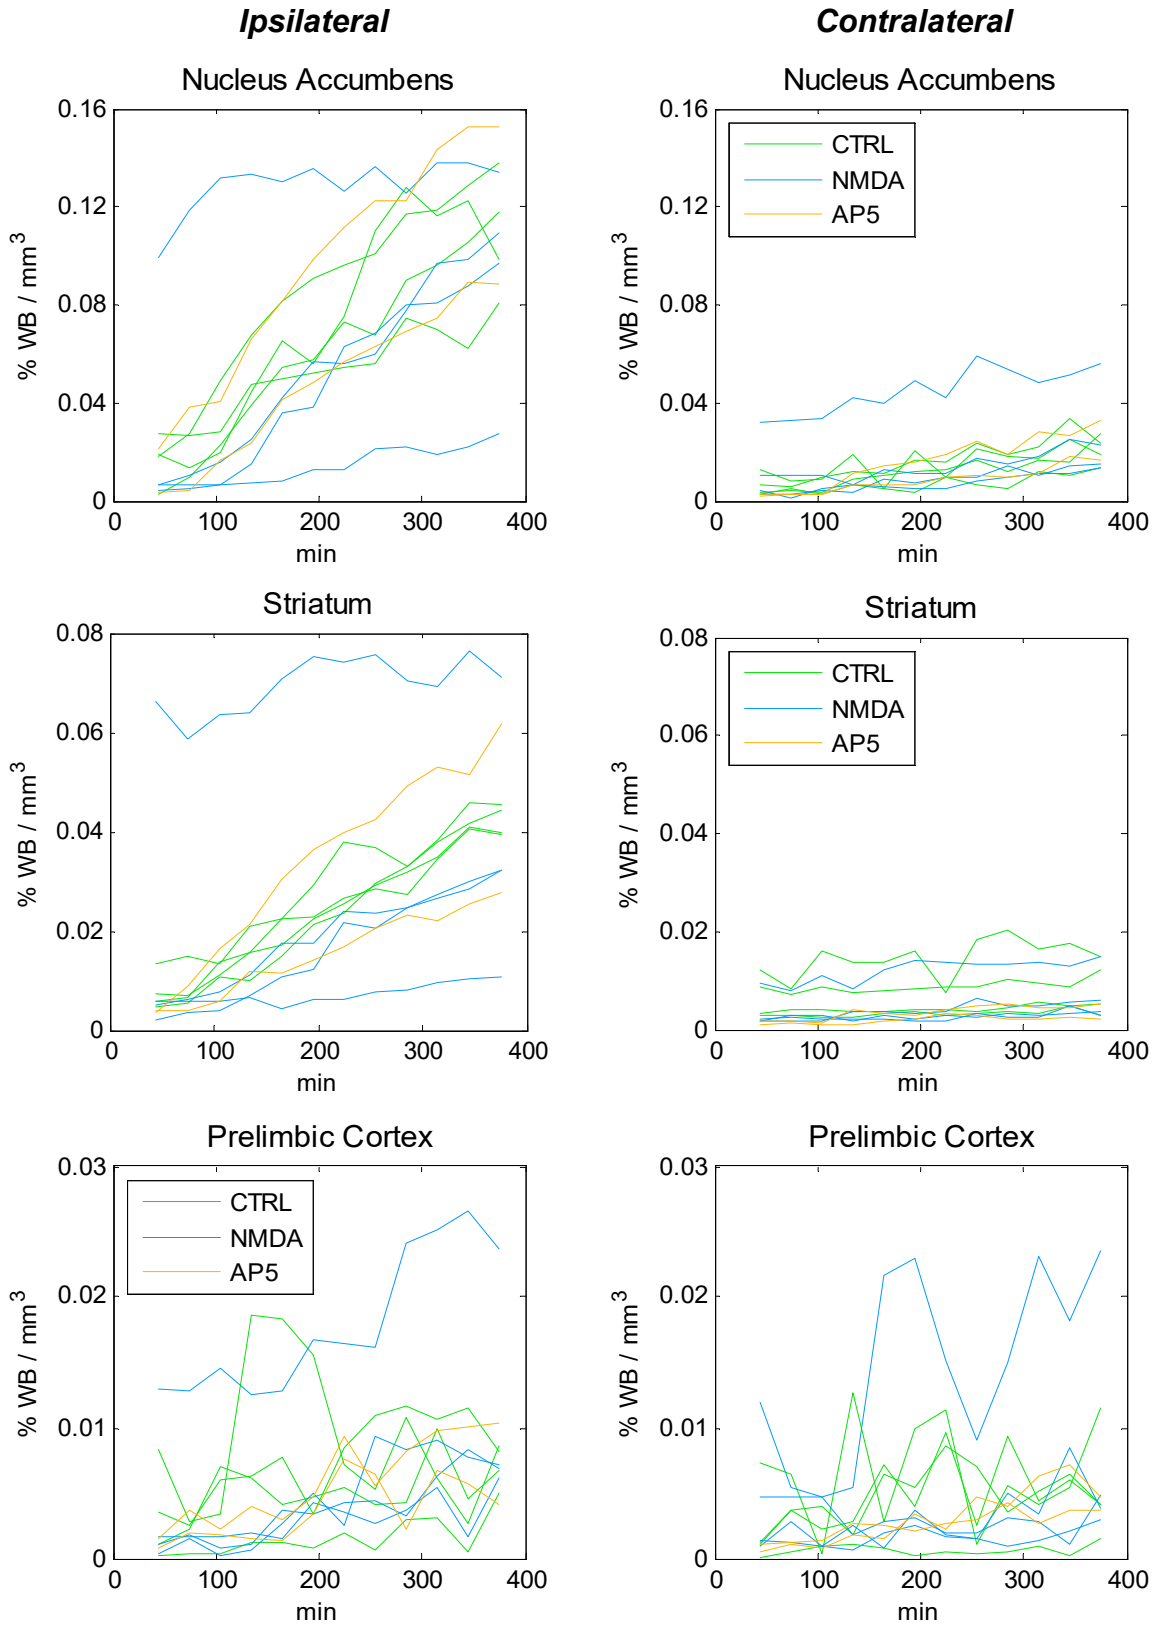 Ipsilateral
Contralateral
Nucleus Accumbens
0.16
0.12
0.08
0.04
0
% WB / mm³
0 100 200 300 400
min
Nucleus Accumbens
0.16
0.12
0.08
0.04
0
% WB / mm³
CTRL
NMDA
AP5
0 100 200 300 400
min
Striatum
0.08
0.06
0.04
0.02
0
% WB / mm³
0 100 200 300 400
min
Striatum
0.08
0.06
0.04
0.02
0
% WB / mm³
CTRL
NMDA
AP5
0 100 200 300 400
min
Prelimbic Cortex
0.03
0.02
0.01
0
% WB / mm³
CTRL
NMDA
AP5
0 100 200 300 400
min
Prelimbic Cortex
0.03
0.02
0.01
0
% WB / mm³
0 100 200 300 400
min